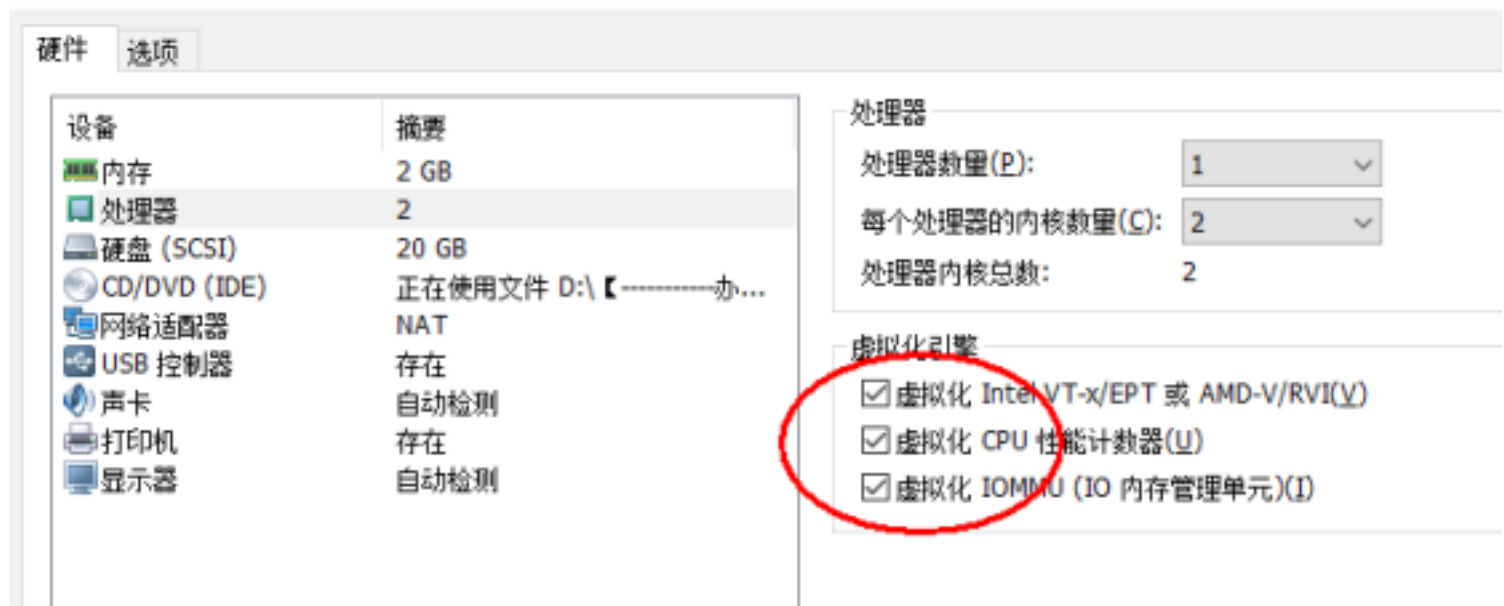 硬件 选项
设备 摘要
内存 2 GB
处理器 2
硬盘 (SCSI) 20 GB
CD/DVD (IDE) 正在使用文件 D:\【-----------办...
网络适配器 NAT
USB 控制器 存在
声卡 自动检测
打印机 存在
显示器 自动检测
处理器
处理器数量(P): 1
每个处理器的内核数量(C): 2
处理器内核总数: 2
虚拟化引擎
虚拟化 Intel VT-x/EPT 或 AMD-V/RVI(V)
虚拟化 CPU 性能计数器(U)
虚拟化 IOMMU (IO 内存管理单元)(I)